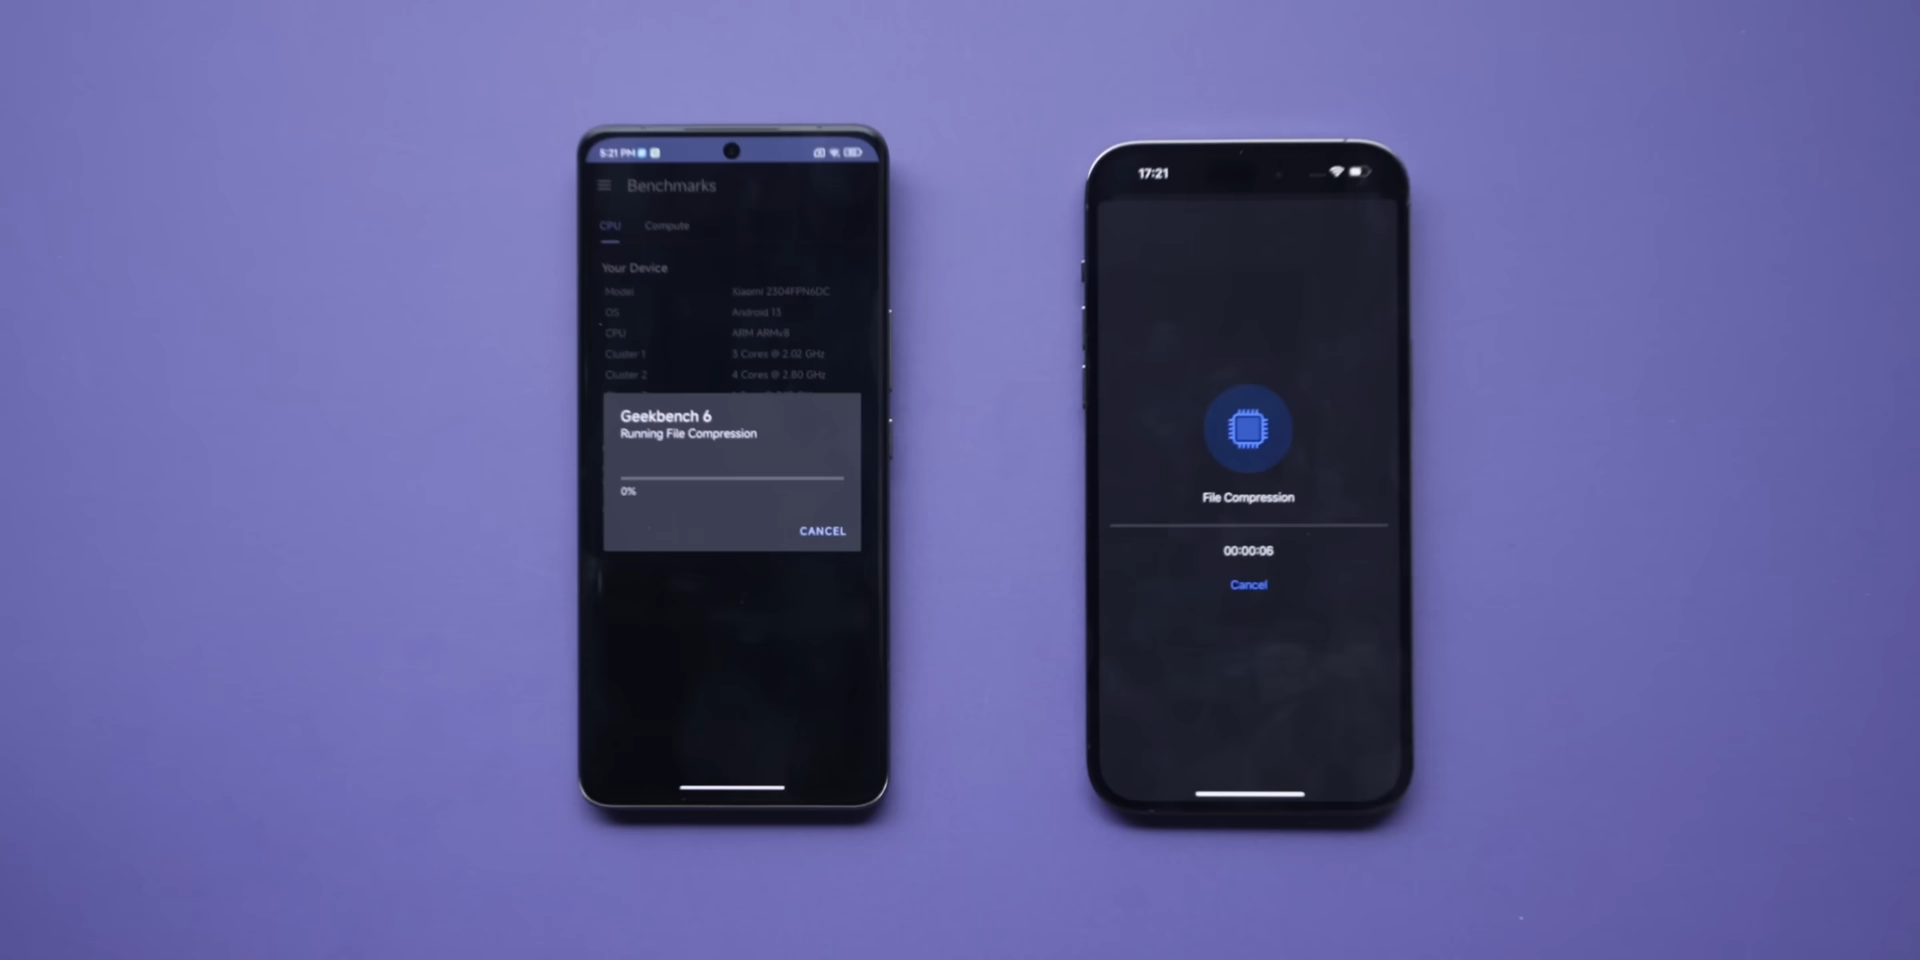 5:21 PM
Benchmarks
CPU Compute
Your Device
Model Xiaomi 2304FPN6DC
OS Android 13
CPU ARM ARMv8
Cluster 1 3 Cores @ 2.02 GHz
Cluster 2 4 Cores @ 2.80 GHz
Geekbench 6
Running File Compression
0%
CANCEL
17:21
File Compression
00:00:06
Cancel